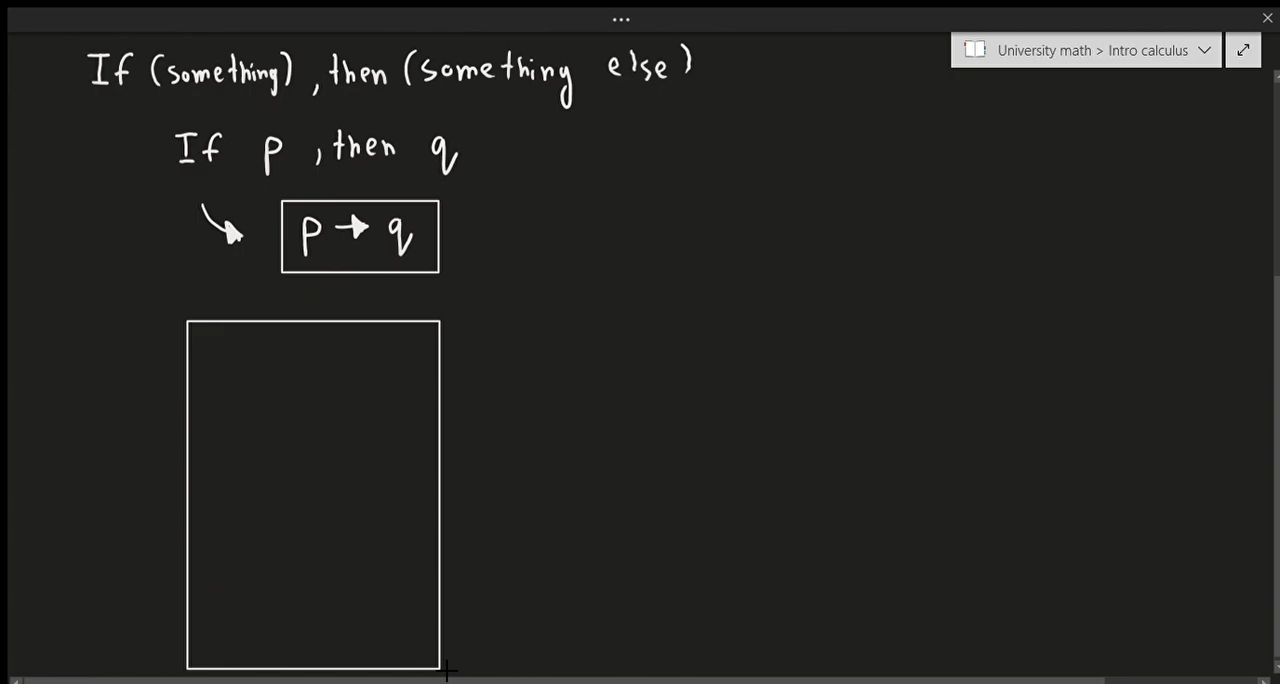 University math > Intro calculus
If (something), then (something else)
If p, then q
p → q